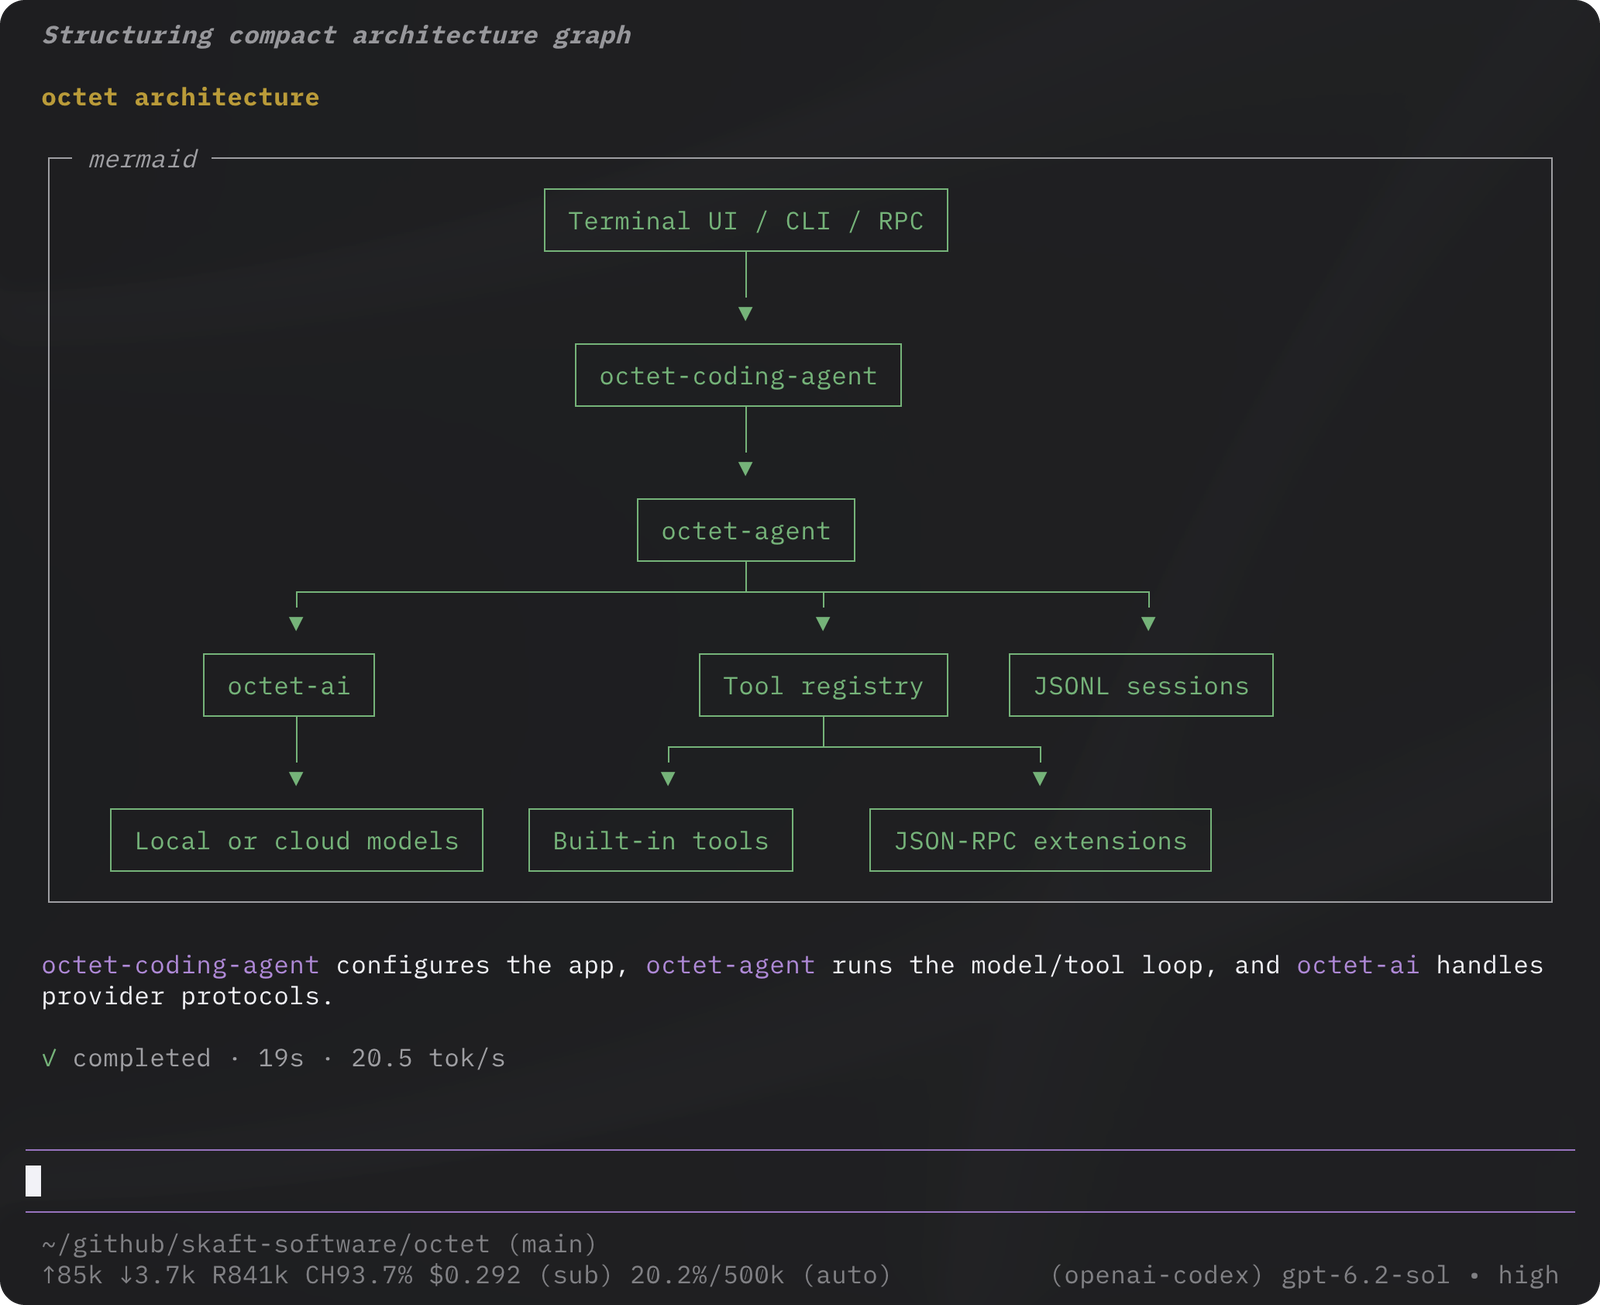 Structuring compact architecture graph
octet architecture
mermaid
Terminal UI / CLI / RPC
octet-coding-agent
octet-agent
octet-ai
Tool registry
JSONL sessions
Local or cloud models
Built-in tools
JSON-RPC extensions
octet-coding-agent configures the app, octet-agent runs the model/tool loop, and octet-ai handles
provider protocols.
✓ completed · 19s · 20.5 tok/s
~/github/skaft-software/octet (main)
↑85k ↓3.7k R841k CH93.7% $0.292 (sub) 20.2%/500k (auto) (openai-codex) gpt-6.2-sol • high